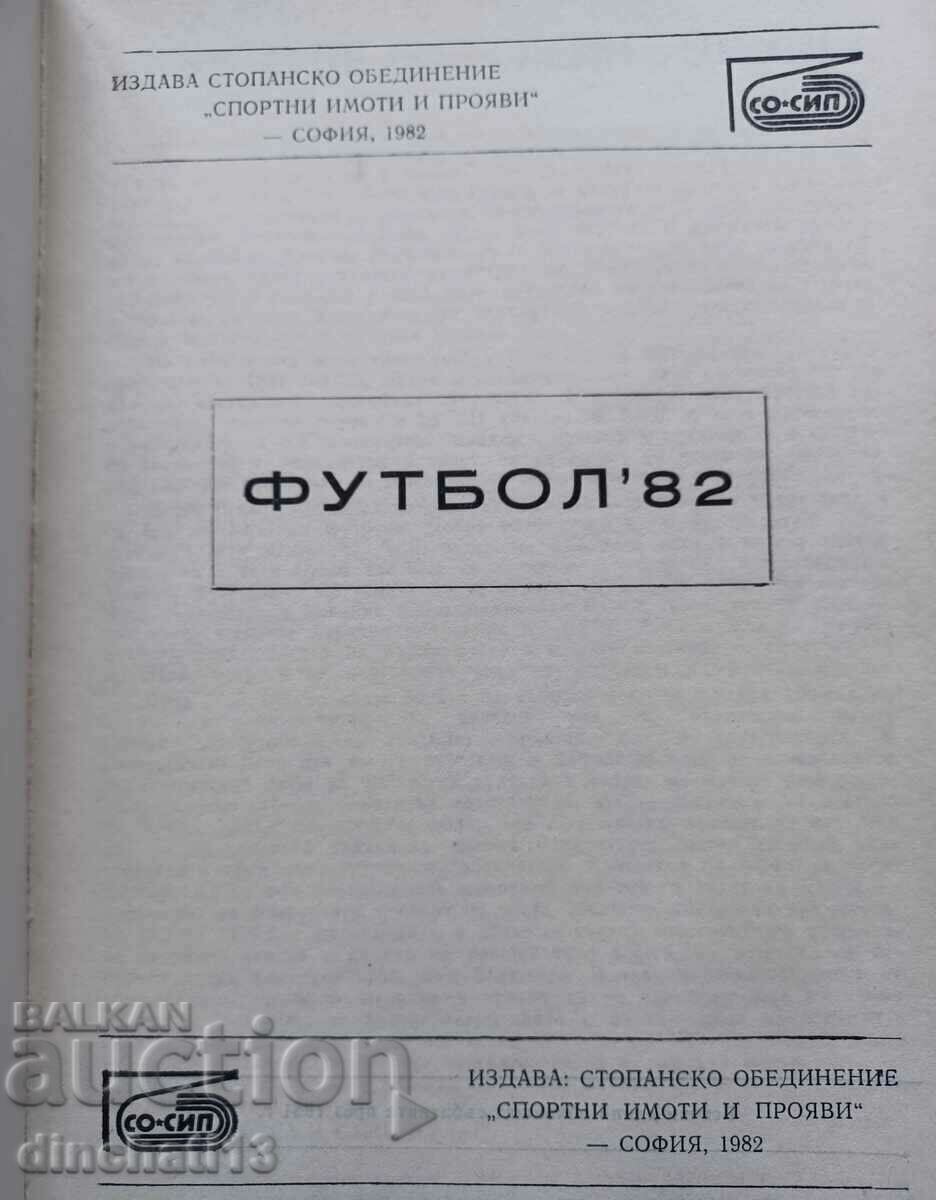 ИЗДАВА СТОПАНСКО ОБЕДИНЕНИЕ
„СПОРТНИ ИМОТИ И ПРОЯВИ“
— СОФИЯ, 1982
СО★СИП
ФУТБОЛ'82
BALKAN
auction
dinchati13
СО★СИП
ИЗДАВА: СТОПАНСКО ОБЕДИНЕНИЕ
„СПОРТНИ ИМОТИ И ПРОЯВИ“
— СОФИЯ, 1982